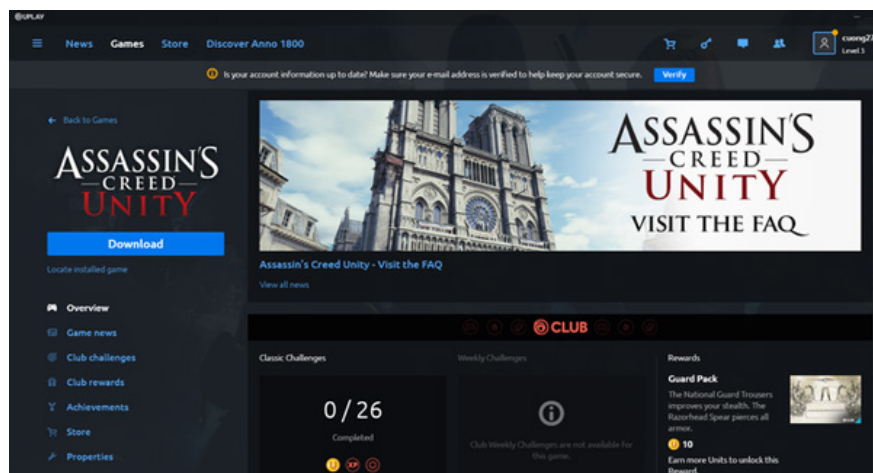 UPLAY
News Games Store Discover Anno 1800
cuong27
Level 3
Is your account information up to date? Make sure your e-mail address is verified to help keep your account secure. Verify
Back to Games
ASSASSIN'S
CREED
UNITY
Download
Locate installed game
Overview
Game news
Club challenges
Club rewards
Achievements
Store
Properties
ASSASSIN'S
CREED
UNITY
VISIT THE FAQ
Assassin's Creed Unity - Visit the FAQ
View all news
CLUB
Classic Challenges
0 / 26
Completed
U XP
Weekly Challenges
Club Weekly Challenges are not available for
this game.
Rewards
Guard Pack
The National Guard Trousers
improves your stealth. The
Razorhead Spear pierces all
armor.
U 10
Earn more Units to unlock this
Reward.